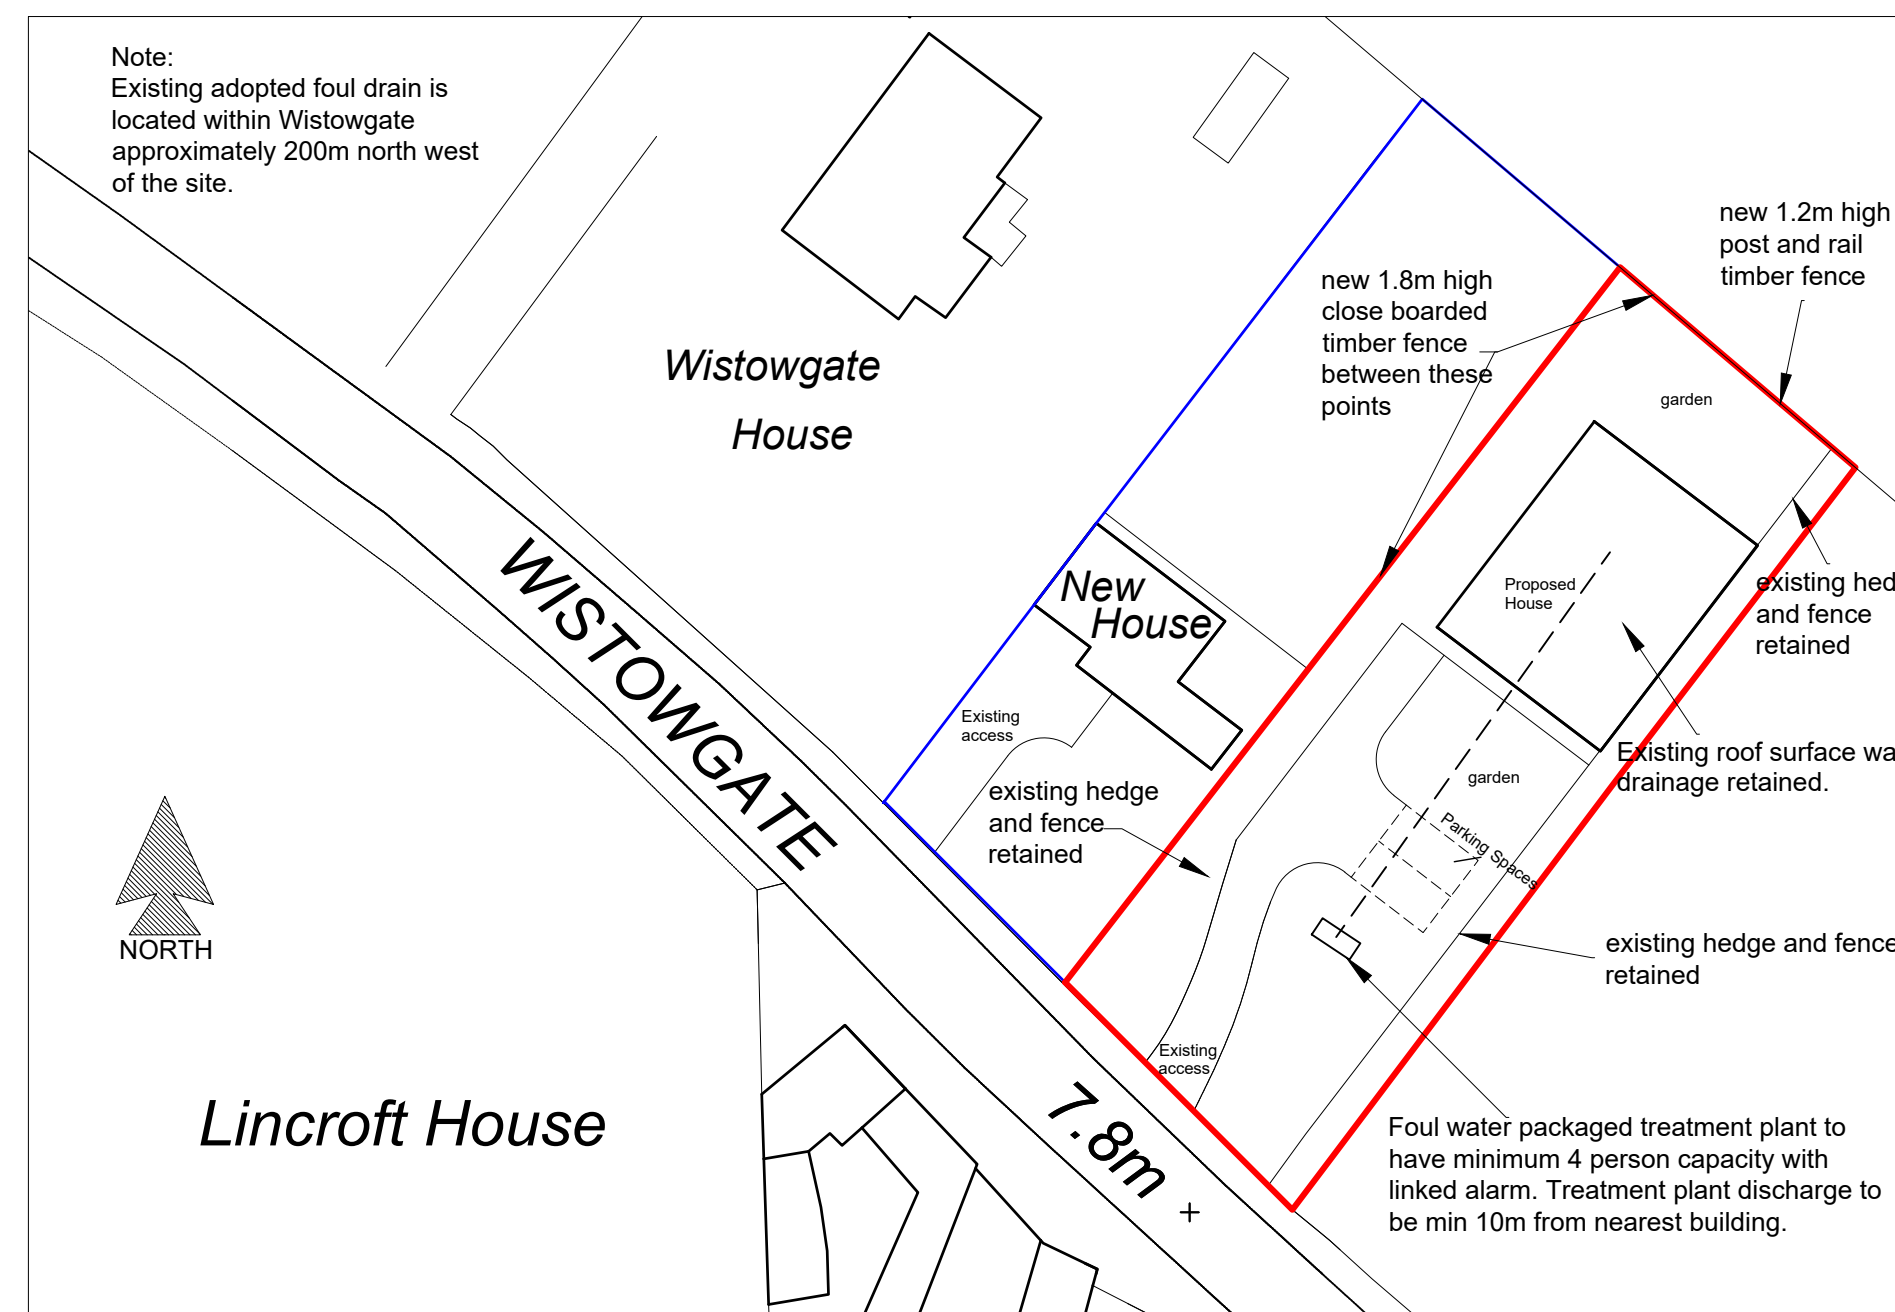 Note:
Existing adopted foul drain is
located within Wistowgate
approximately 200m north west
of the site.
new 1.2m high
post and rail
timber fence
new 1.8m high
close boarded
timber fence
between these
points
Wistowgate
House
garden
New
House
Proposed
House
existing hed
and fence
retained
WISTOWGATE
Existing
access
existing hedge
and fence
retained
Existing roof surface wa
drainage retained.
garden
Parking Spaces
NORTH
existing hedge and fence
retained
Existing
access
Lincroft House
7.8m
+
Foul water packaged treatment plant to
have minimum 4 person capacity with
linked alarm. Treatment plant discharge to
be min 10m from nearest building.